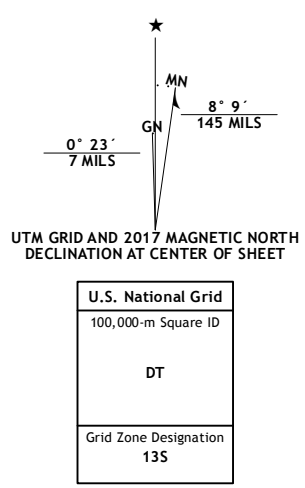 ★
MN
GN
8° 9´
145 MILS
0° 23´
7 MILS
UTM GRID AND 2017 MAGNETIC NORTH
DECLINATION AT CENTER OF SHEET
U.S. National Grid
100,000-m Square ID
DT
Grid Zone Designation
13S